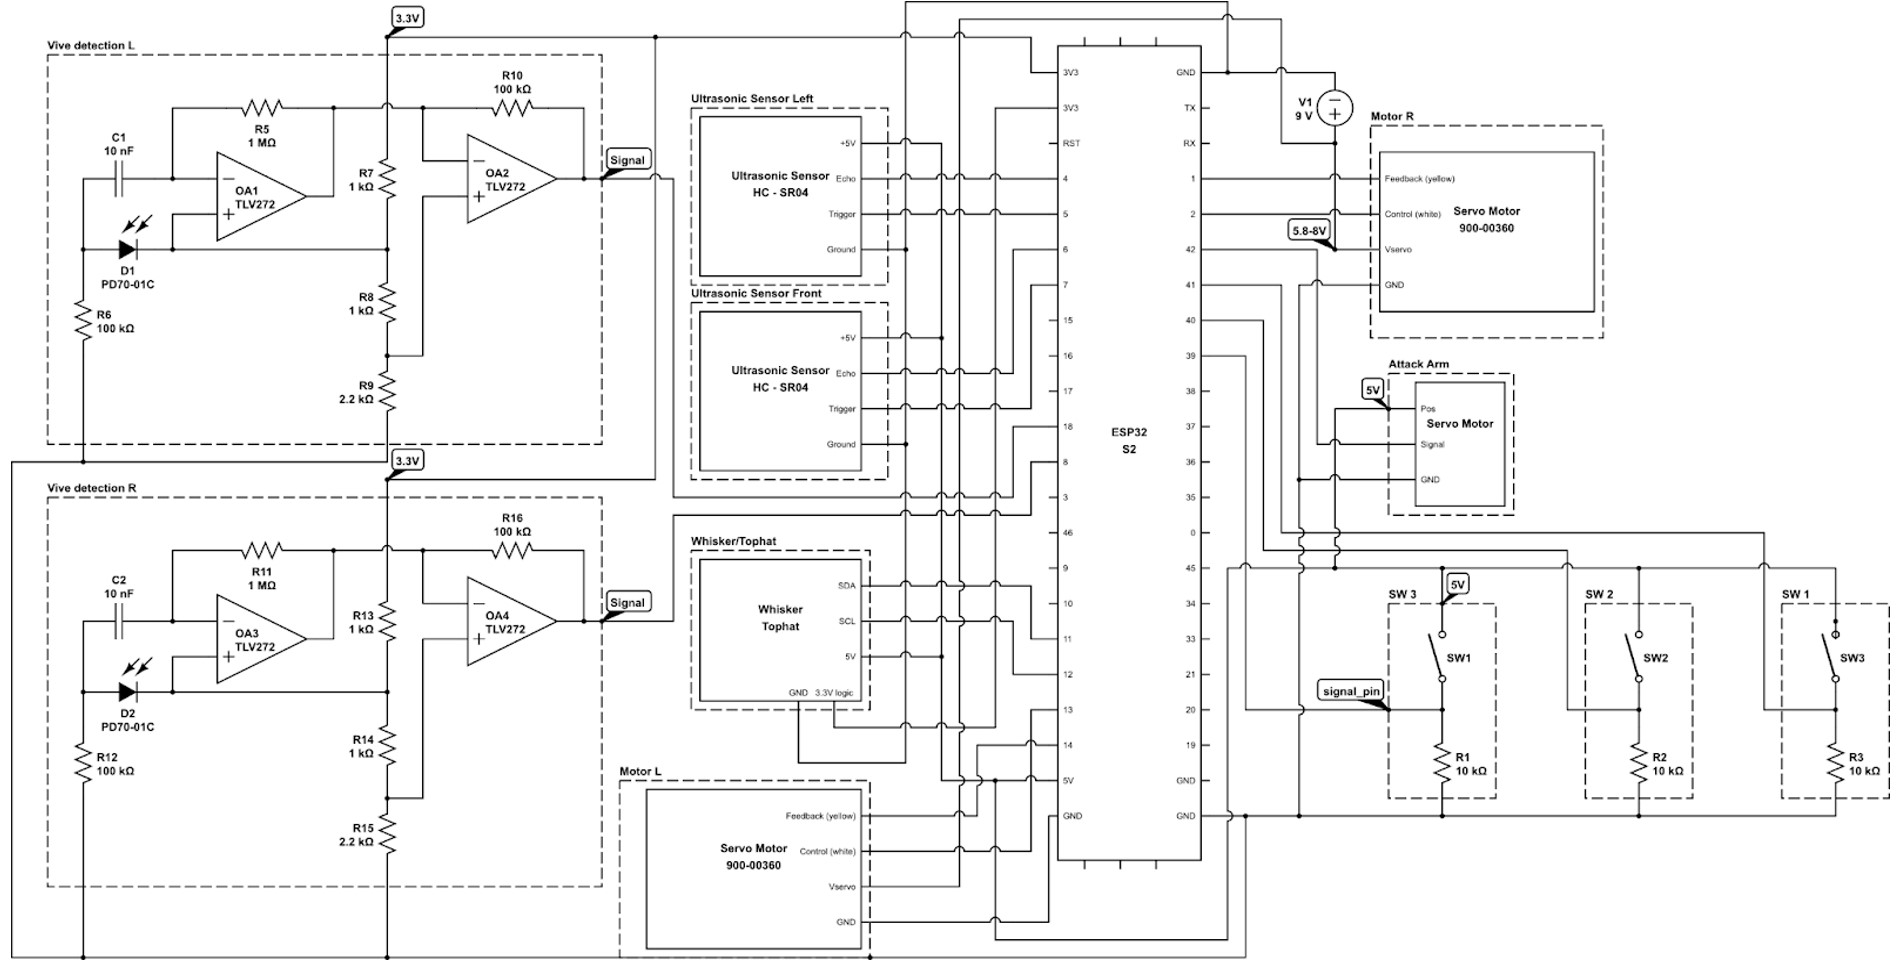 3.3V
Vive detection L
R10
100 kΩ
R5
1 MΩ
C1
10 nF
OA1
TLV272
R7
1 kΩ
OA2
TLV272
Signal
D1
PD70-01C
R8
1 kΩ
R6
100 kΩ
R9
2.2 kΩ
3.3V
Vive detection R
R16
100 kΩ
R11
1 MΩ
C2
10 nF
OA3
TLV272
R13
1 kΩ
OA4
TLV272
Signal
D2
PD70-01C
R14
1 kΩ
R12
100 kΩ
R15
2.2 kΩ
Ultrasonic Sensor Left
Ultrasonic Sensor
HC - SR04
+5V
Echo
Trigger
Ground
Ultrasonic Sensor Front
Ultrasonic Sensor
HC - SR04
+5V
Echo
Trigger
Ground
Whisker/Tophat
Whisker
Tophat
SDA
SCL
5V
GND 3.3V logic
Motor L
Servo Motor
900-00360
Feedback (yellow)
Control (white)
Vservo
GND
ESP32
S2
3V3
3V3
RST
4
5
6
7
15
16
17
18
8
3
46
9
10
11
12
13
14
5V
GND
GND
TX
RX
1
2
42
41
40
39
38
37
36
35
0
45
34
33
21
20
19
GND
GND
V1
9 V
Motor R
Feedback (yellow)
Control (white)
Vservo
GND
Servo Motor
900-00360
5.8-8V
Attack Arm
5V
Pos
Servo Motor
Signal
GND
5V
SW 3
SW1
signal_pin
R1
10 kΩ
SW 2
SW2
R2
10 kΩ
SW 1
SW3
R3
10 kΩ